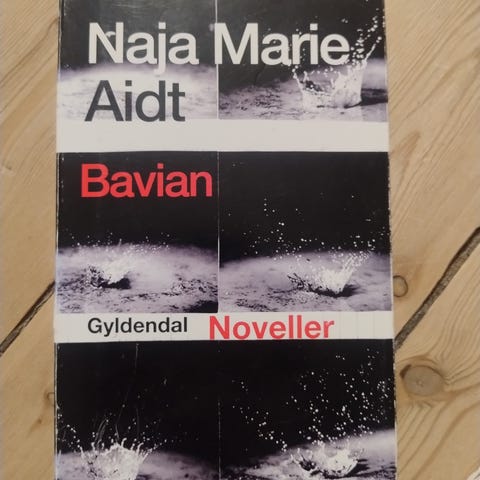 Naja Marie
Aidt
Bavian
Gyldendal Noveller